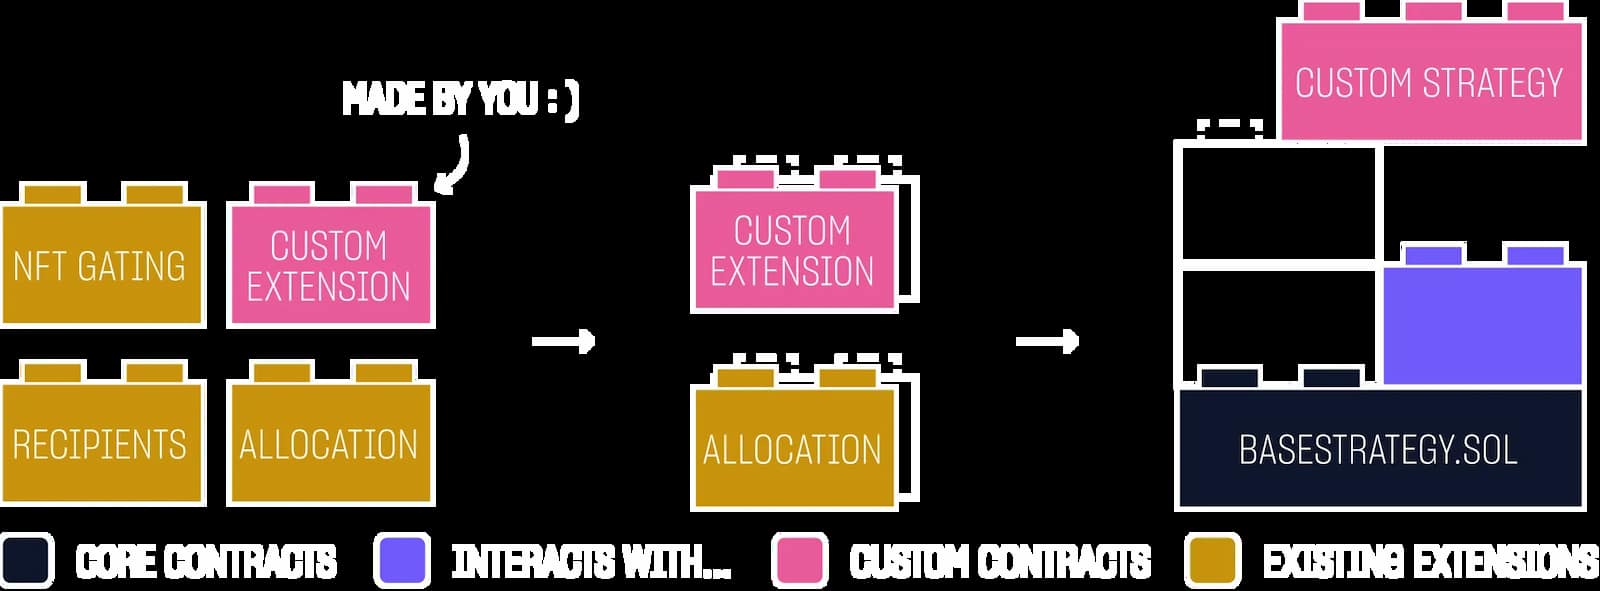 CUSTOM STRATEGY
MADE BY YOU :)
NFT GATING
CUSTOM
EXTENSION
CUSTOM
EXTENSION
RECIPIENTS
ALLOCATION
ALLOCATION
BASESTRATEGY.SOL
CORE CONTRACTS
INTERACTS WITH...
CUSTOM CONTRACTS
EXISTING EXTENSIONS